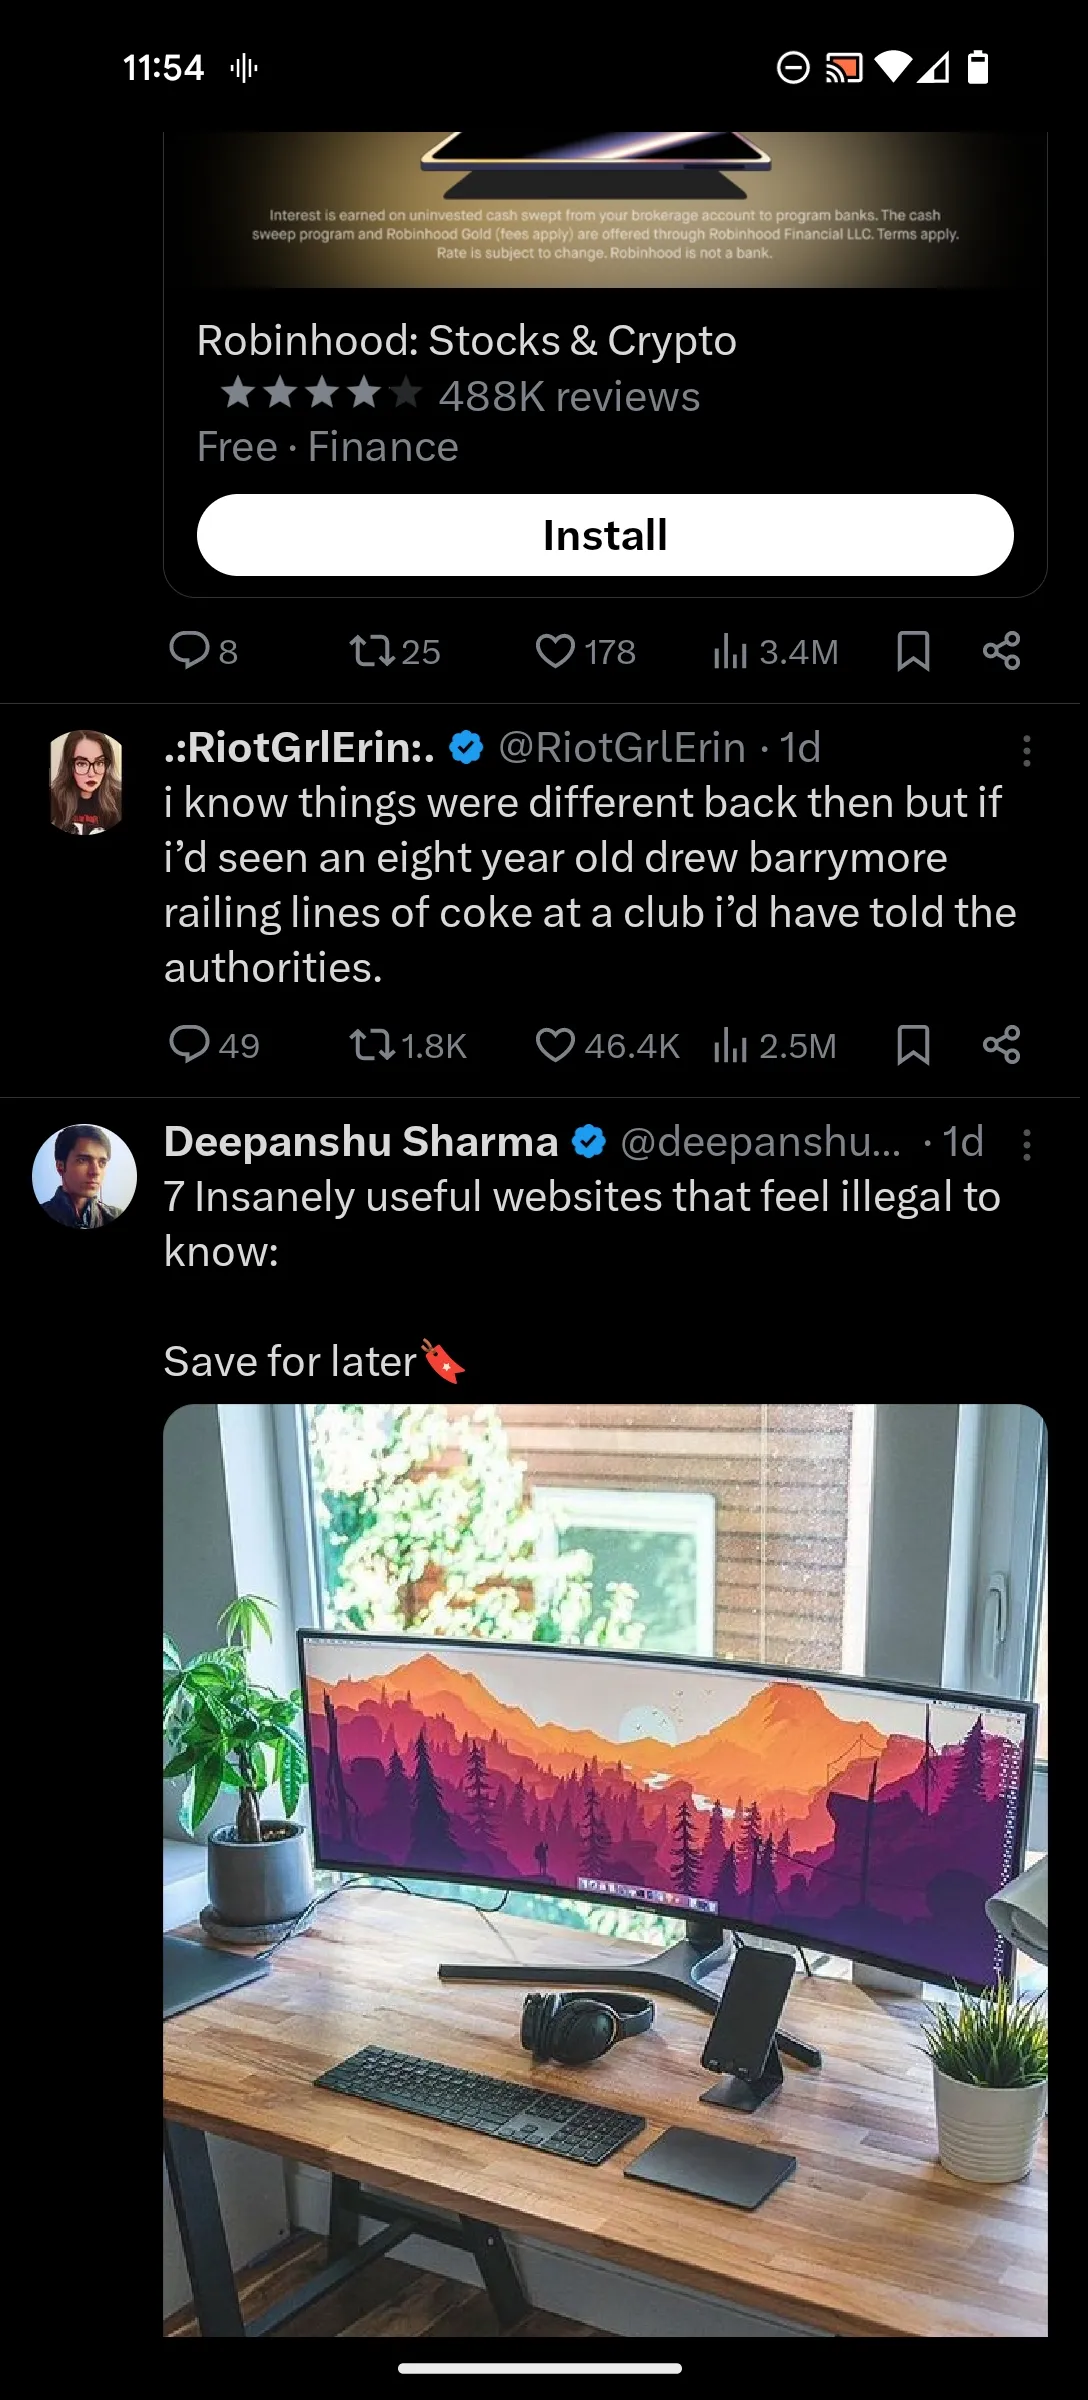 11:54
Interest is earned on uninvested cash swept from your brokerage account to program banks. The cash
sweep program and Robinhood Gold (fees apply) are offered through Robinhood Financial LLC. Terms apply.
Rate is subject to change. Robinhood is not a bank.
Robinhood: Stocks & Crypto
488K reviews
Free · Finance
Install
8 25 178 3.4M
.:RiotGrlErin:. @RiotGrlErin · 1d
i know things were different back then but if
i’d seen an eight year old drew barrymore
railing lines of coke at a club i’d have told the
authorities.
49 1.8K 46.4K 2.5M
Deepanshu Sharma @deepanshu... · 1d
7 Insanely useful websites that feel illegal to
know:
Save for later🔖